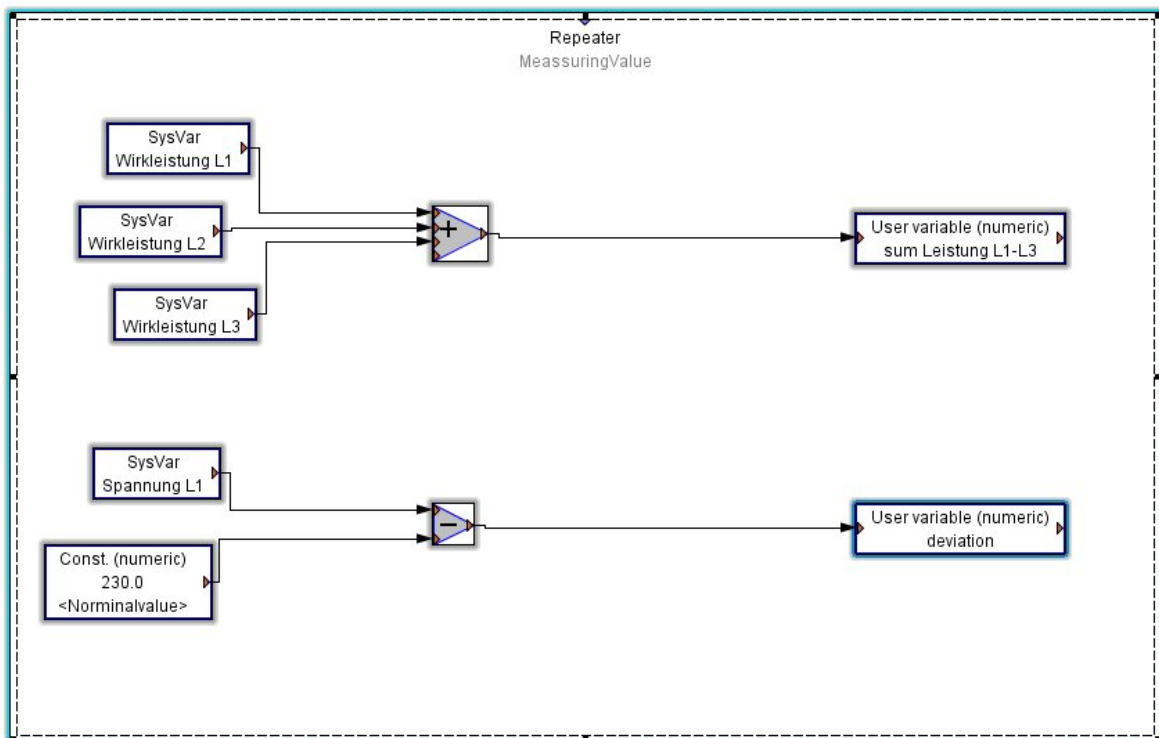 Repeater
MeassuringValue
SysVar
Wirkleistung L1
SysVar
Wirkleistung L2
+
User variable (numeric)
sum Leistung L1-L3
SysVar
Wirkleistung L3
SysVar
Spannung L1
−
User variable (numeric)
deviation
Const. (numeric)
230.0
<Norminalvalue>